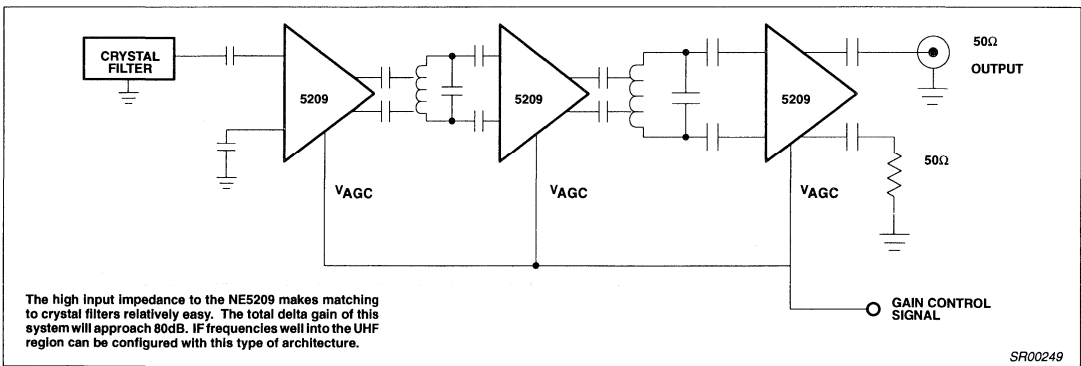 CRYSTAL
FILTER
5209
5209
5209
50Ω
OUTPUT
50Ω
VAGC
VAGC
VAGC
GAIN CONTROL
SIGNAL
The high input impedance to the NE5209 makes matching
to crystal filters relatively easy. The total delta gain of this
system will approach 80dB. IF frequencies well into the UHF
region can be configured with this type of architecture.
SR00249